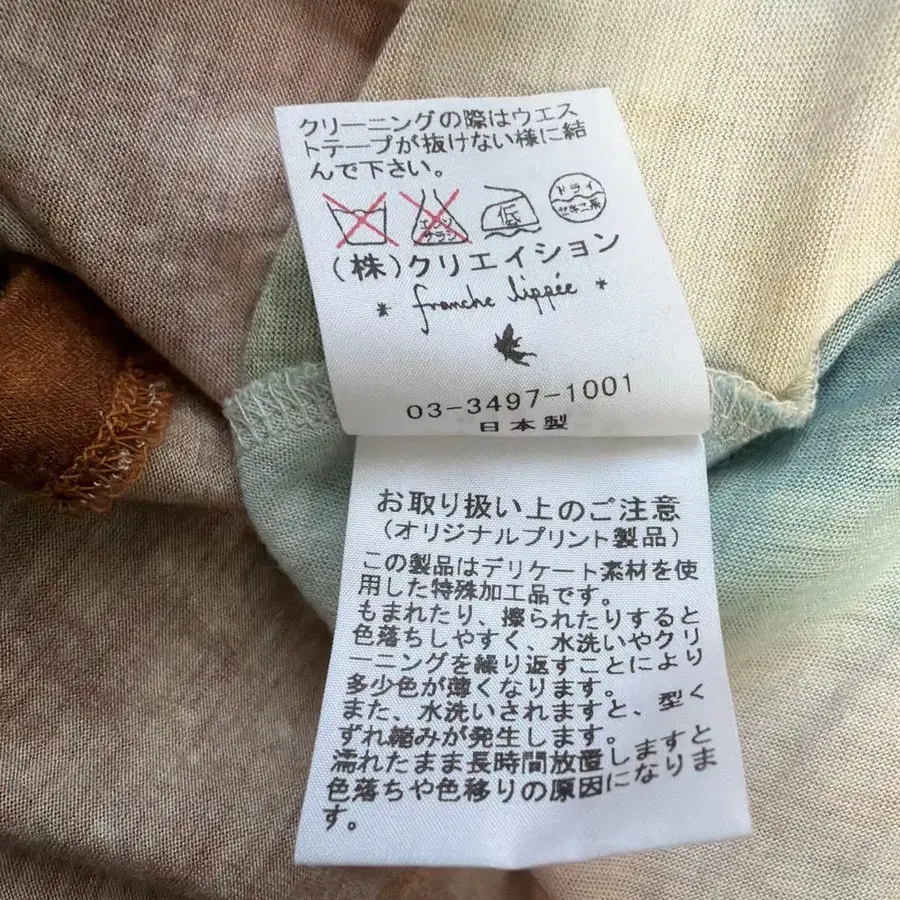 クリーニングの際はウエス
トテープが抜けない様に結
んで下さい。
エンソ
サラシ
低
ドライ
セキユ系
(株)クリエイション
* franche lippée *
03-3497-1001
日本製
お取り扱い上のご注意
(オリジナルプリント製品)
この製品はデリケート素材を使
用した特殊加工品です。
もまれたり、擦られたりすると
色落ちしやすく、水洗いやクリ
ーニングを繰り返すことにより
多少色が薄くなります。
また、水洗いされますと、型く
ずれ縮みが発生します。
濡れたまま長時間放置しますと
色落ちや色移りの原因になりま
す。